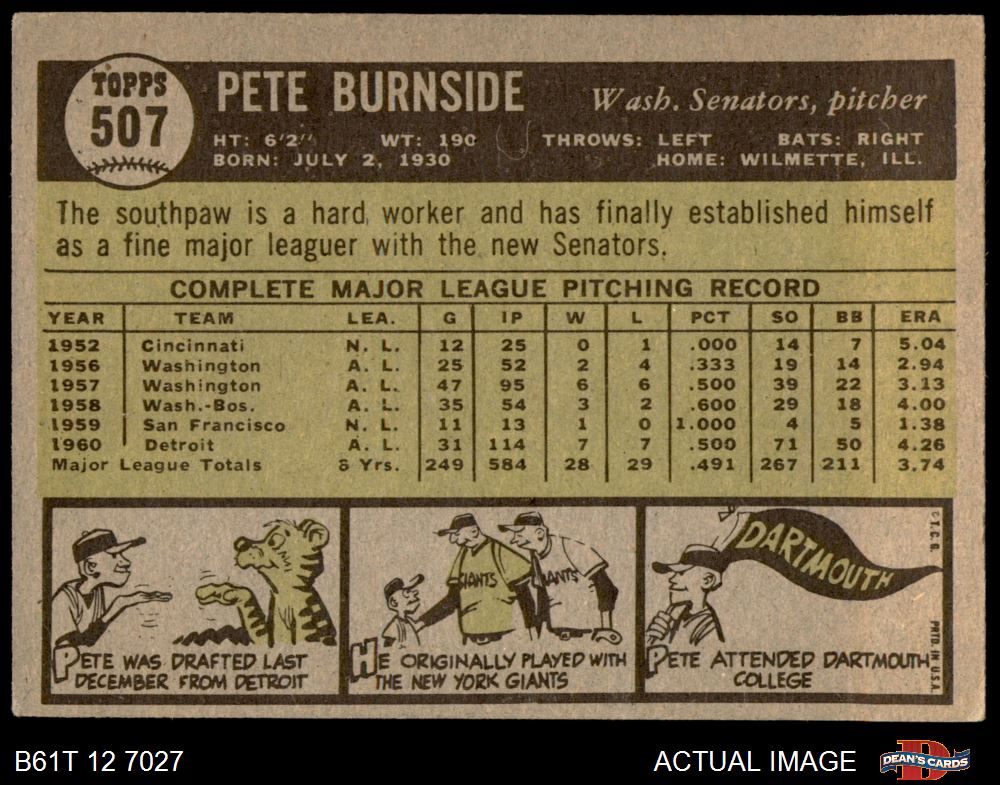 TOPPS
507
PETE BURNSIDE
Wash. Senators, pitcher
HT: 6'2" WT: 190 THROWS: LEFT BATS: RIGHT
BORN: JULY 2, 1930 HOME: WILMETTE, ILL.
The southpaw is a hard worker and has finally established himself
as a fine major leaguer with the new Senators.
COMPLETE MAJOR LEAGUE PITCHING RECORD
YEAR TEAM LEA. G IP W L PCT SO BB ERA
1952 Cincinnati N. L. 12 25 0 1 .000 14 7 5.04
1956 Washington A. L. 25 52 2 4 .333 19 14 2.94
1957 Washington A. L. 47 95 6 6 .500 39 22 3.13
1958 Wash.-Bos. A. L. 35 54 3 2 .600 29 18 4.00
1959 San Francisco N. L. 11 13 1 0 1.000 4 5 1.38
1960 Detroit A. L. 31 114 7 7 .500 71 50 4.26
Major League Totals 8 Yrs. 249 584 28 29 .491 267 211 3.74
GIANTS
IANTS
DARTMOUTH
PETE WAS DRAFTED LAST
DECEMBER FROM DETROIT
HE ORIGINALLY PLAYED WITH
THE NEW YORK GIANTS
PETE ATTENDED DARTMOUTH
COLLEGE
© T. C. G.
PRTD IN U.S.A.
B61T 12 7027
ACTUAL IMAGE
D
DEAN'S CARDS